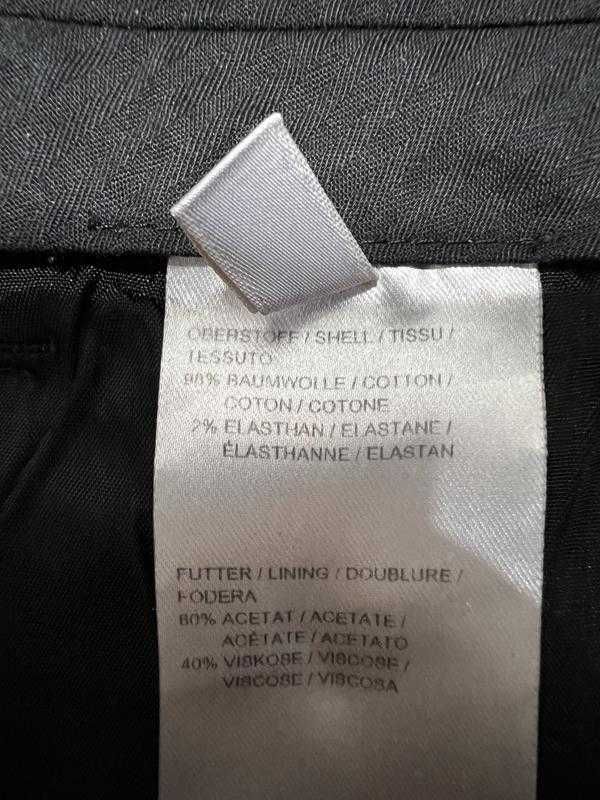 OBERSTOFF / SHELL / TISSU /
TESSUTO
98% BAUMWOLLE / COTTON /
COTON / COTONE
2% ELASTHAN / ELASTANE /
ÉLASTHANNE / ELASTAN
FUTTER / LINING / DOUBLURE /
FODERA
60% ACETAT / ACETATE /
ACÉTATE / ACETATO
40% VISKOSE / VISCOSE /
VISCOSE / VISCOSA